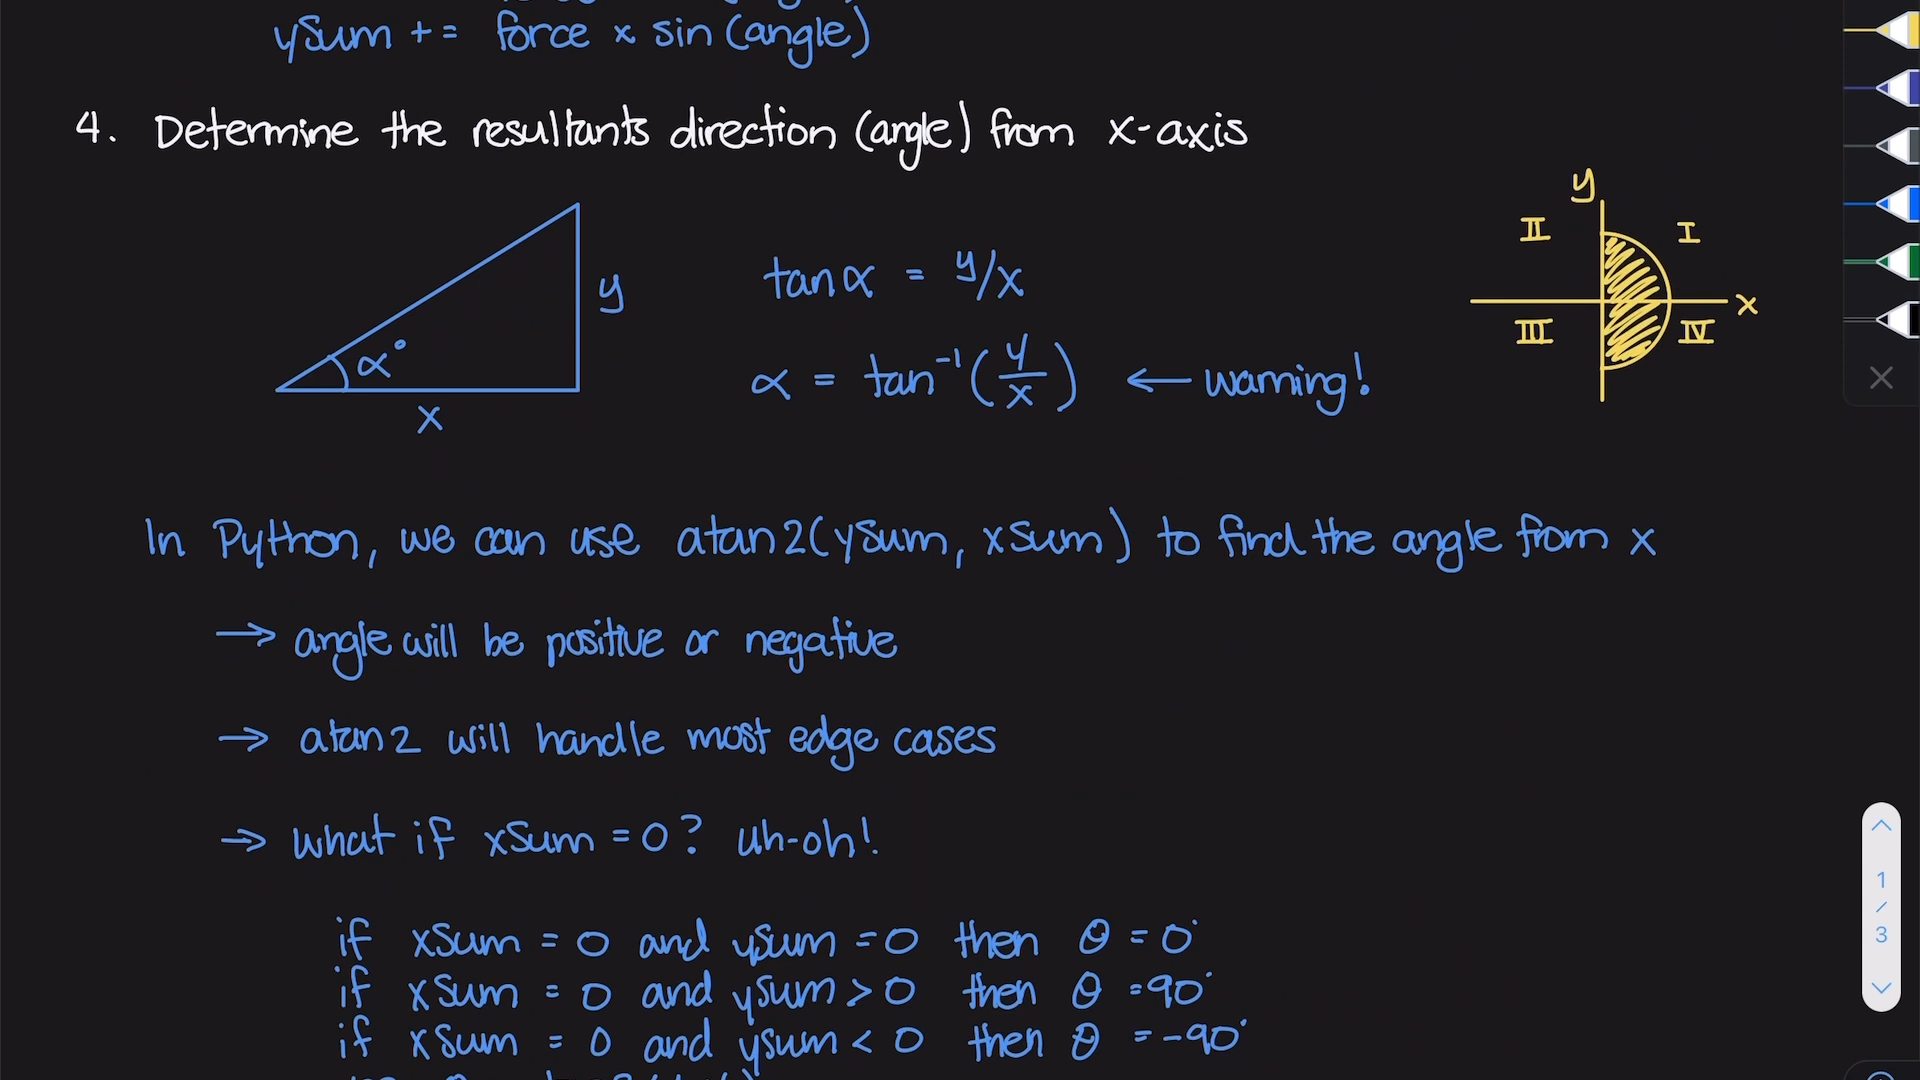 ySum += force x sin(angle)
4. Determine the resultants direction (angle) from x-axis
y
II
I
x
III
IV
y
α°
x
tanα = y/x
α = tan⁻¹(y/x) ← warning!
In Python, we can use atan2(ySum, xSum) to find the angle from x
→ angle will be positive or negative
→ atan2 will handle most edge cases
→ what if xSum = 0? uh-oh!
if xSum = 0 and ySum = 0 then θ = 0°
if xSum = 0 and ySum > 0 then θ = 90°
if xSum = 0 and ySum < 0 then θ = -90°
1
/
3